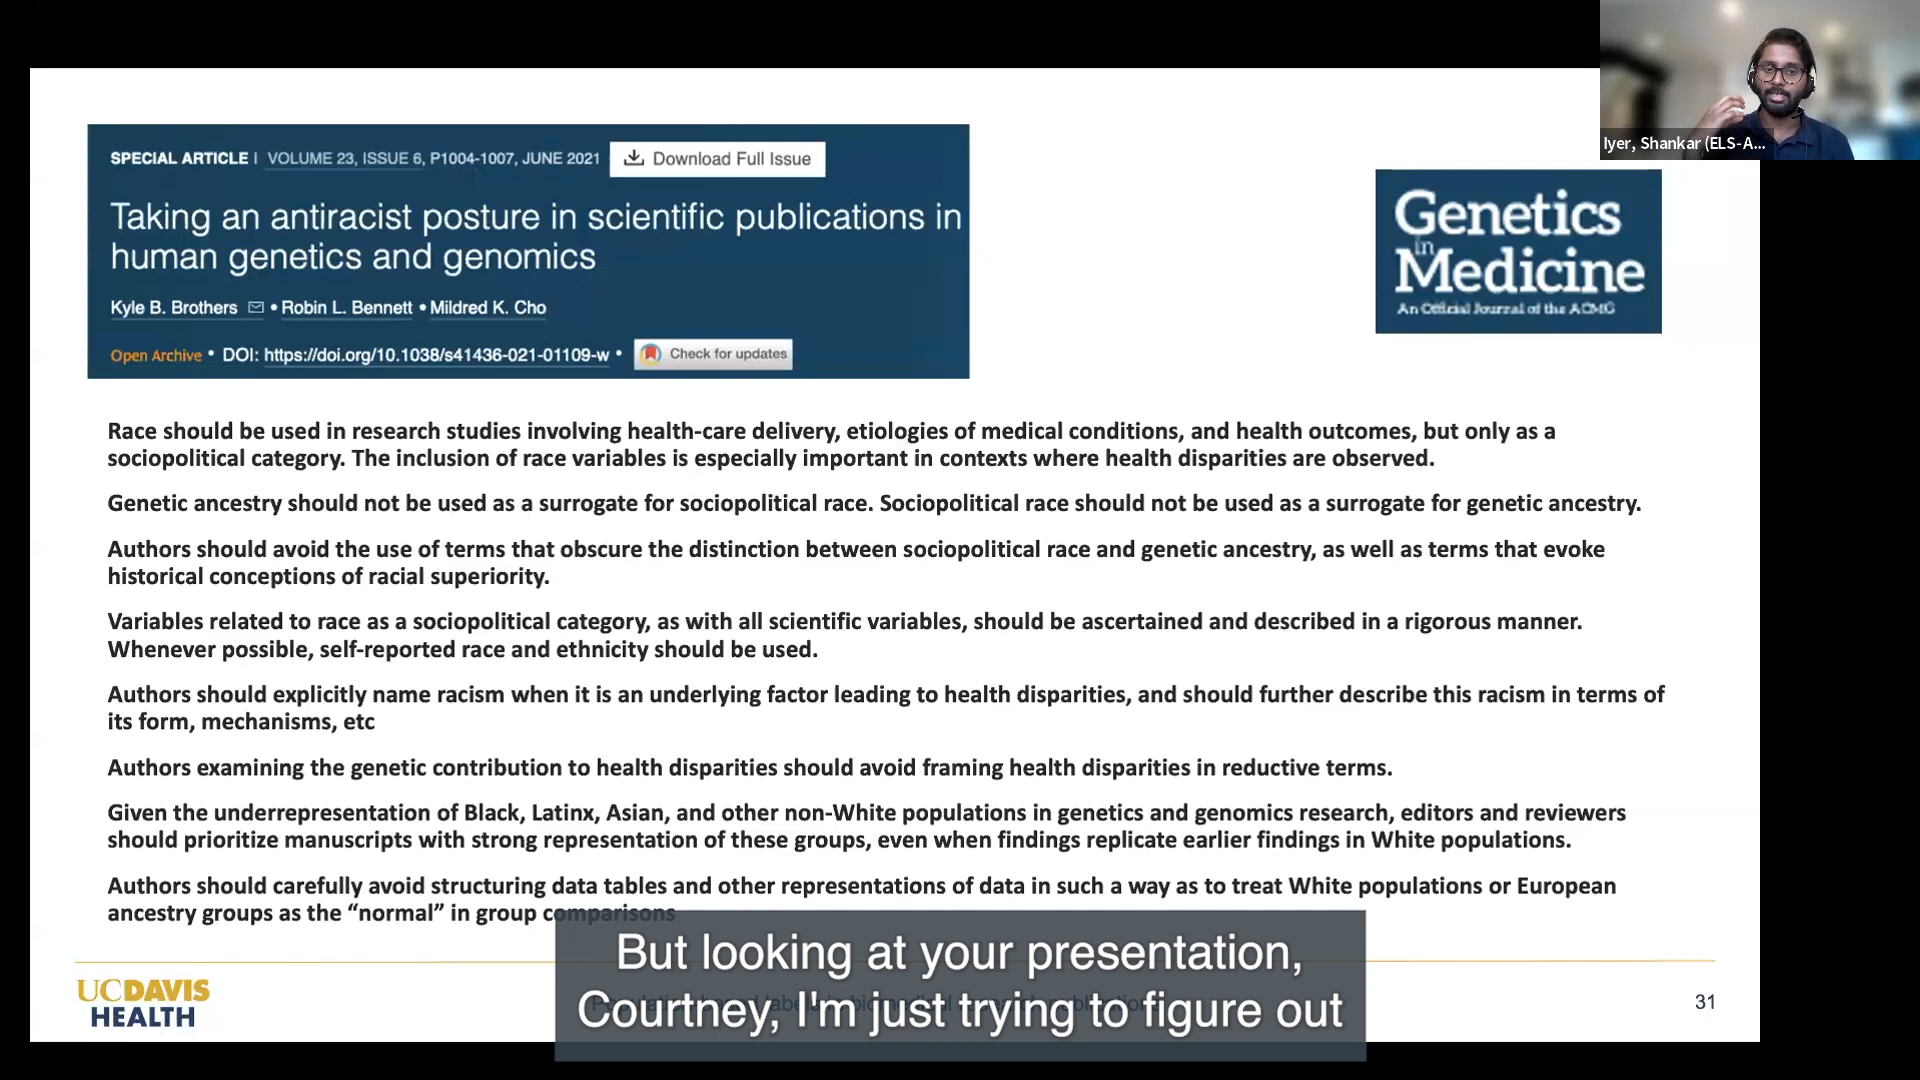 Iyer, Shankar (ELS-A...
SPECIAL ARTICLE | VOLUME 23, ISSUE 6, P1004-1007, JUNE 2021
Download Full Issue
Taking an antiracist posture in scientific publications in
human genetics and genomics
Kyle B. Brothers • Robin L. Bennett • Mildred K. Cho
Open Archive • DOI: https://doi.org/10.1038/s41436-021-01109-w •
Check for updates
Genetics
in
Medicine
An Official Journal of the ACMG
Race should be used in research studies involving health-care delivery, etiologies of medical conditions, and health outcomes, but only as a
sociopolitical category. The inclusion of race variables is especially important in contexts where health disparities are observed.
Genetic ancestry should not be used as a surrogate for sociopolitical race. Sociopolitical race should not be used as a surrogate for genetic ancestry.
Authors should avoid the use of terms that obscure the distinction between sociopolitical race and genetic ancestry, as well as terms that evoke
historical conceptions of racial superiority.
Variables related to race as a sociopolitical category, as with all scientific variables, should be ascertained and described in a rigorous manner.
Whenever possible, self-reported race and ethnicity should be used.
Authors should explicitly name racism when it is an underlying factor leading to health disparities, and should further describe this racism in terms of
its form, mechanisms, etc
Authors examining the genetic contribution to health disparities should avoid framing health disparities in reductive terms.
Given the underrepresentation of Black, Latinx, Asian, and other non-White populations in genetics and genomics research, editors and reviewers
should prioritize manuscripts with strong representation of these groups, even when findings replicate earlier findings in White populations.
Authors should carefully avoid structuring data tables and other representations of data in such a way as to treat White populations or European
ancestry groups as the “normal” in group comparisons
But looking at your presentation,
Courtney, I'm just trying to figure out
UCDAVIS
HEALTH
31